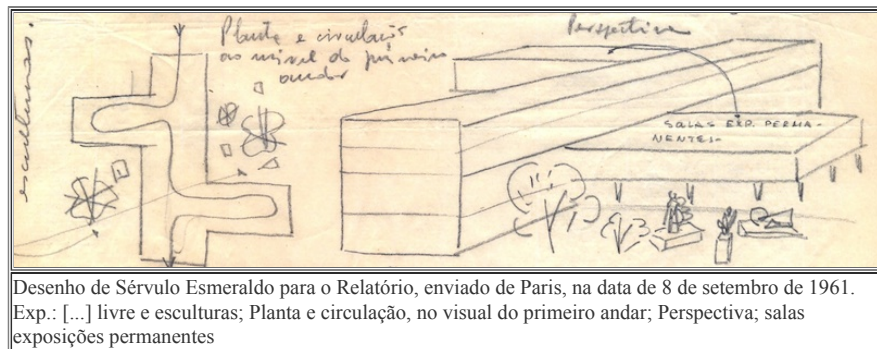 esculturas.
Planta e circulação
ao nivel do primeiro
andar
Perspectiva
SALAS EXP. PERMA-
NENTES-
Desenho de Sérvulo Esmeraldo para o Relatório, enviado de Paris, na data de 8 de setembro de 1961.
Exp.: [...] livre e esculturas; Planta e circulação, no visual do primeiro andar; Perspectiva; salas
exposições permanentes